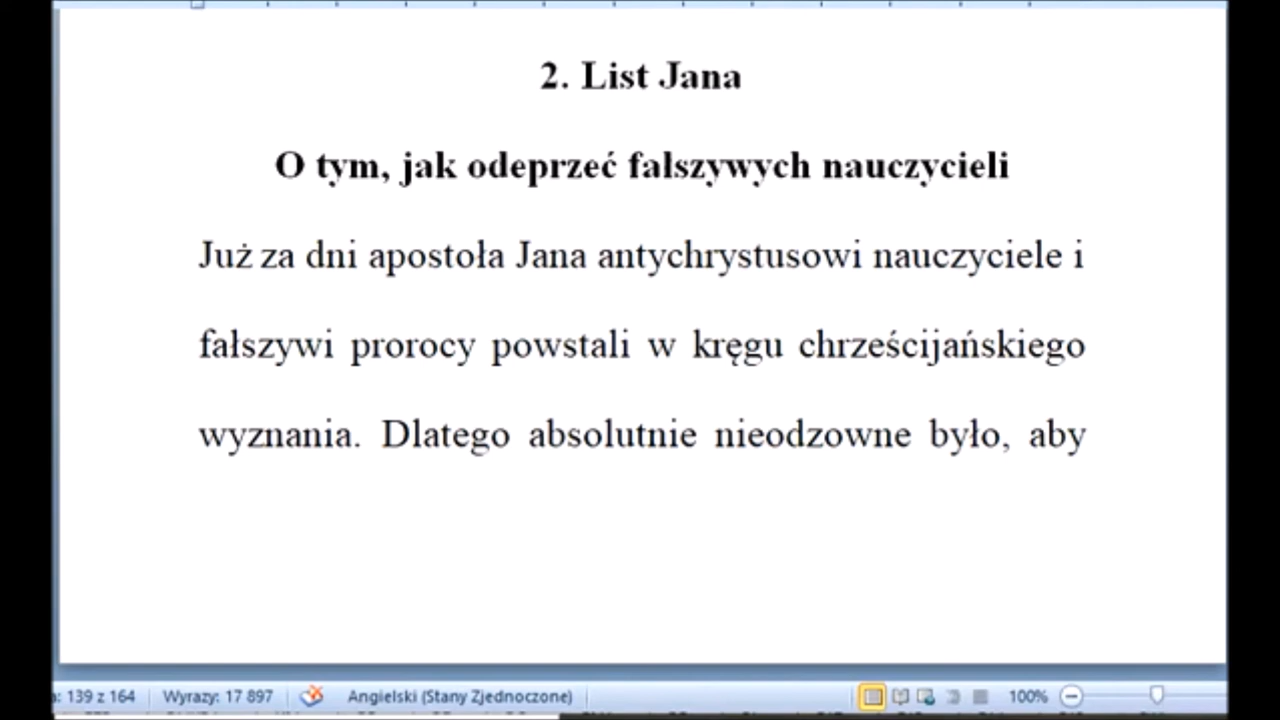 2. List Jana
O tym, jak odeprzeć fałszywych nauczycieli
Już za dni apostoła Jana antychrystusowi nauczyciele i
fałszywi prorocy powstali w kręgu chrześcijańskiego
wyznania. Dlatego absolutnie nieodzowne było, aby
: 139 z 164 Wyrazy: 17 897 Angielski (Stany Zjednoczone) 100%